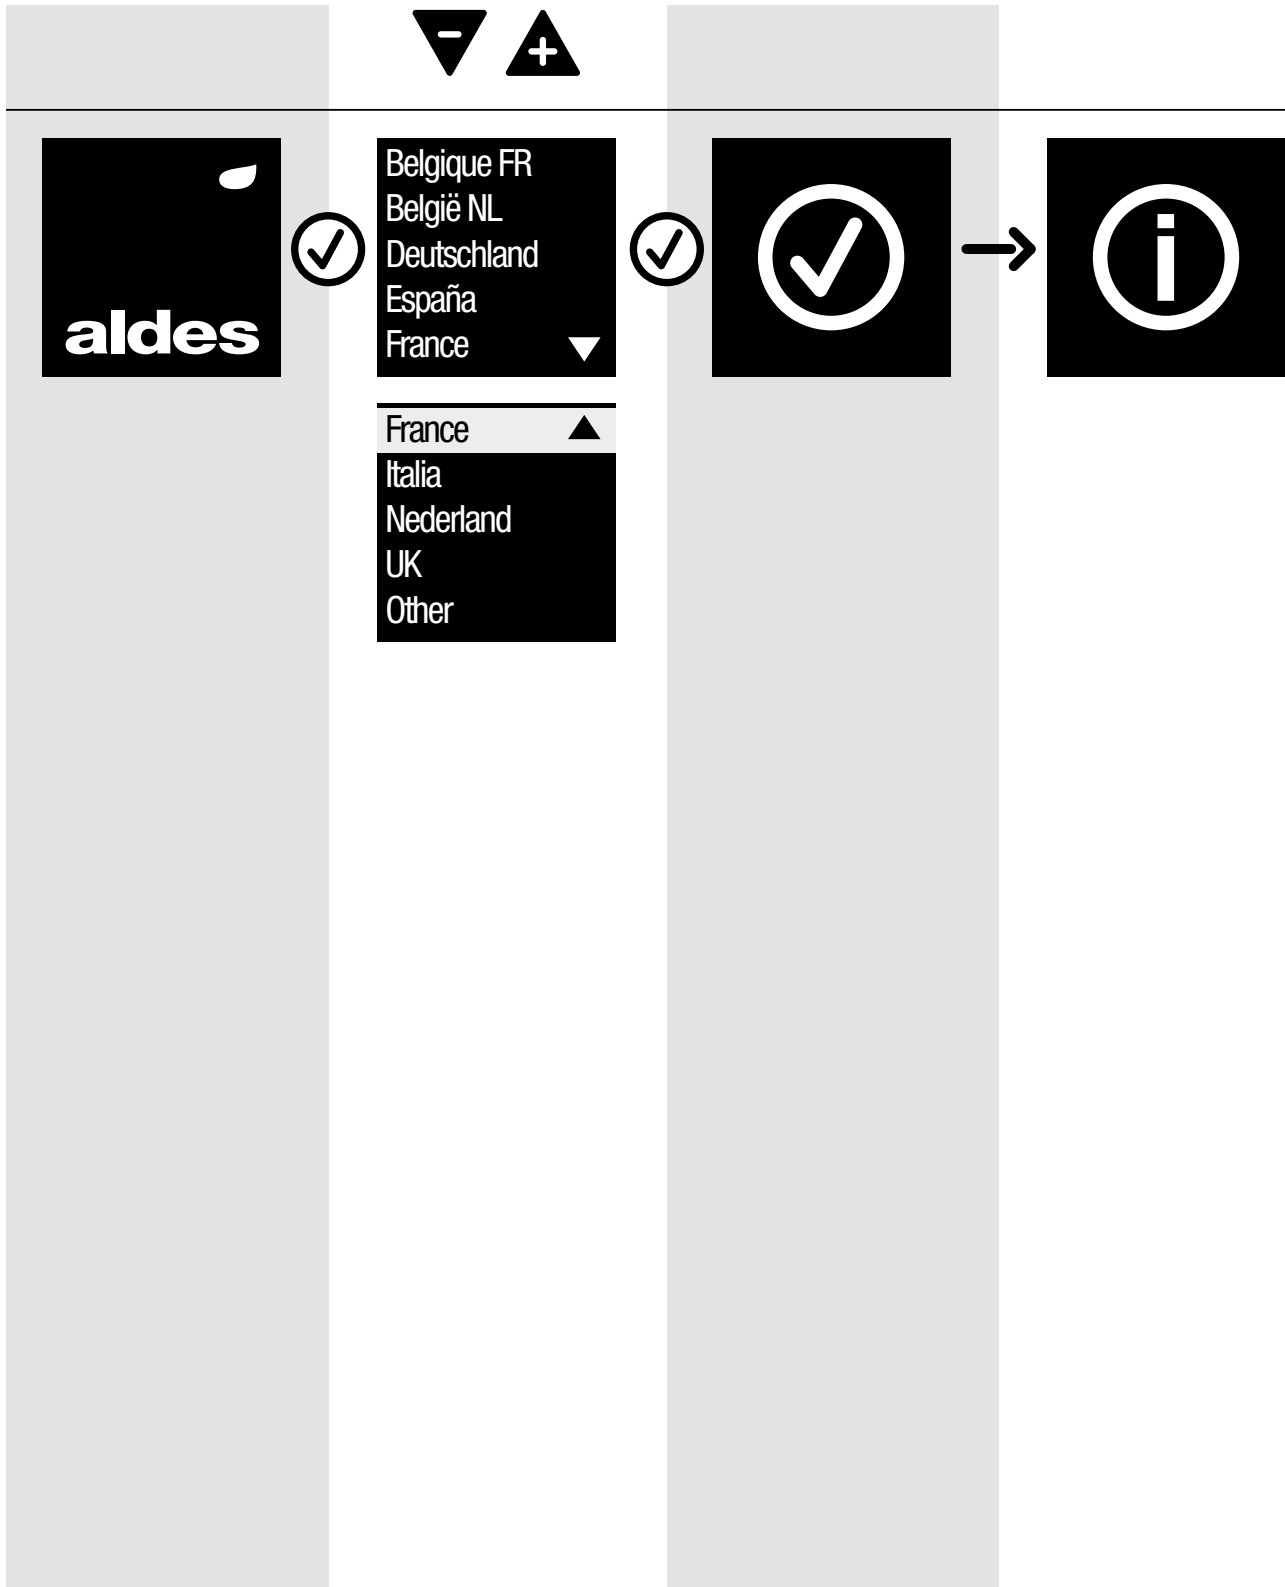 aldes
Belgique FR
België NL
Deutschland
España
France
France
Italia
Nederland
UK
Other